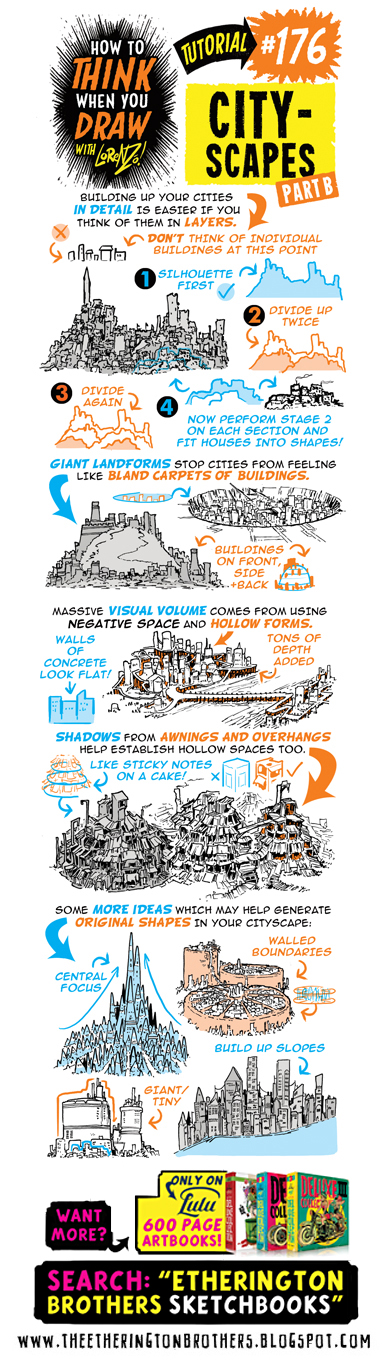 HOW TO
THINK
WHEN YOU
DRAW
WITH LORENZO!
TUTORIAL
#176
CITY-
SCAPES
PART B
BUILDING UP YOUR CITIES
IN DETAIL IS EASIER IF YOU
THINK OF THEM IN LAYERS.
DON'T THINK OF INDIVIDUAL
BUILDINGS AT THIS POINT
1 SILHOUETTE
FIRST
2 DIVIDE UP
TWICE
3 DIVIDE
AGAIN
4
NOW PERFORM STAGE 2
ON EACH SECTION AND
FIT HOUSES INTO SHAPES!
GIANT LANDFORMS STOP CITIES FROM FEELING
LIKE BLAND CARPETS OF BUILDINGS.
BUILDINGS
ON FRONT,
SIDE
+BACK
MASSIVE VISUAL VOLUME COMES FROM USING
NEGATIVE SPACE AND HOLLOW FORMS.
WALLS
OF
CONCRETE
LOOK FLAT!
TONS OF
DEPTH
ADDED
SHADOWS FROM AWNINGS AND OVERHANGS
HELP ESTABLISH HOLLOW SPACES TOO.
LIKE STICKY NOTES
ON A CAKE!
SOME MORE IDEAS WHICH MAY HELP GENERATE
ORIGINAL SHAPES IN YOUR CITYSCAPE:
CENTRAL
FOCUS
WALLED
BOUNDARIES
BUILD UP SLOPES
GIANT/
TINY
WANT
MORE?
ONLY ON
Lulu
600 PAGE
ARTBOOKS!
SEARCH: "ETHERINGTON
BROTHERS SKETCHBOOKS"
WWW.THEETHERINGTONBROTHERS.BLOGSPOT.COM